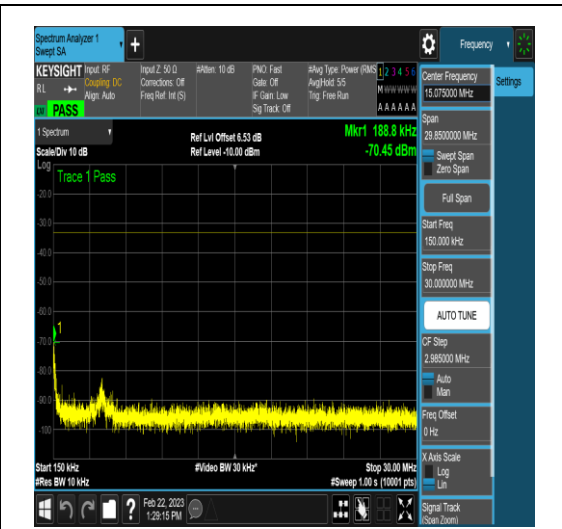 Spectrum Analyzer 1
Swept SA
Frequency
KEYSIGHT
RL
PASS
Input: RF
Coupling: DC
Align: Auto
Input Z: 50 Ω
Corrections: Off
Freq Ref: Int (S)
#Atten: 10 dB
PNO: Fast
Gate: Off
IF Gain: Low
Sig Track: Off
#Avg Type: Power (RMS
Avg|Hold: 5/5
Trig: Free Run
1 2 3 4 5 6
M W W W W W
A A A A A A
1 Spectrum
Scale/Div 10 dB
Ref Lvl Offset 6.53 dB
Ref Level -10.00 dBm
Mkr1 188.8 kHz
-70.45 dBm
Log
Trace 1 Pass
-20.0
-30.0
-40.0
-50.0
-60.0
-70.0
-80.0
-90.0
-100
1
Start 150 kHz
#Res BW 10 kHz
#Video BW 30 kHz*
Stop 30.00 MHz
#Sweep 1.00 s (10001 pts)
Feb 22, 2023
1:29:15 PM
Center Frequency
15.075000 MHz
Settings
Span
29.8500000 MHz
Swept Span
Zero Span
Full Span
Start Freq
150.000 kHz
Stop Freq
30.000000 MHz
AUTO TUNE
CF Step
2.985000 MHz
Auto
Man
Freq Offset
0 Hz
X Axis Scale
Log
Lin
Signal Track
(Span Zoom)